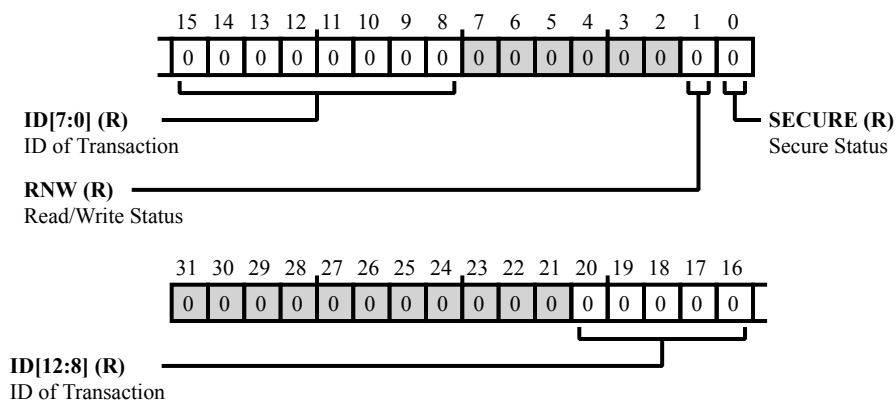 15 14 13 12 11 10 9 8 7 6 5 4 3 2 1 0
0 0 0 0 0 0 0 0 0 0 0 0 0 0 0 0
ID[7:0] (R)
ID of Transaction
SECURE (R)
Secure Status
RNW (R)
Read/Write Status
31 30 29 28 27 26 25 24 23 22 21 20 19 18 17 16
0 0 0 0 0 0 0 0 0 0 0 0 0 0 0 0
ID[12:8] (R)
ID of Transaction